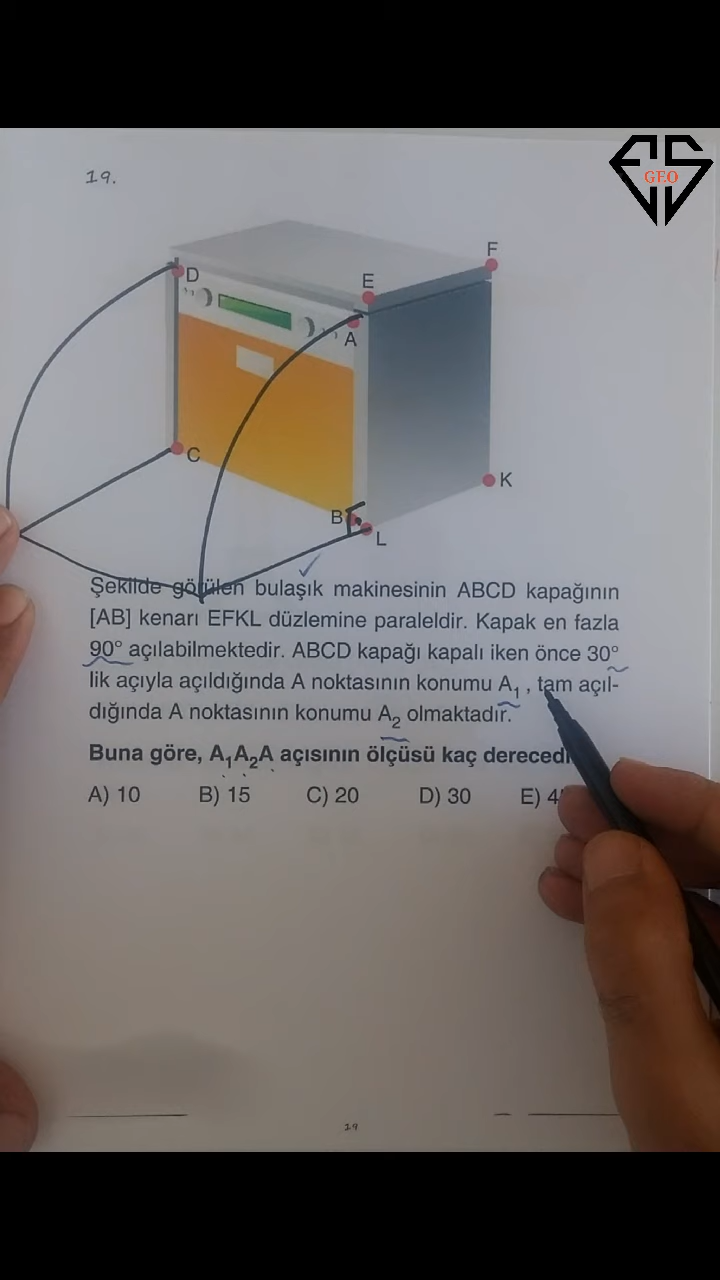 GEO
19.
F
E
D
A
C
K
B
L
Şekilde görülen bulaşık makinesinin ABCD kapağının
[AB] kenarı EFKL düzlemine paraleldir. Kapak en fazla
90° açılabilmektedir. ABCD kapağı kapalı iken önce 30°
lik açıyla açıldığında A noktasının konumu A₁ , tam açıl-
dığında A noktasının konumu A₂ olmaktadır.
Buna göre, A₁A₂A açısının ölçüsü kaç derecedi
A) 10 B) 15 C) 20 D) 30 E) 4
19